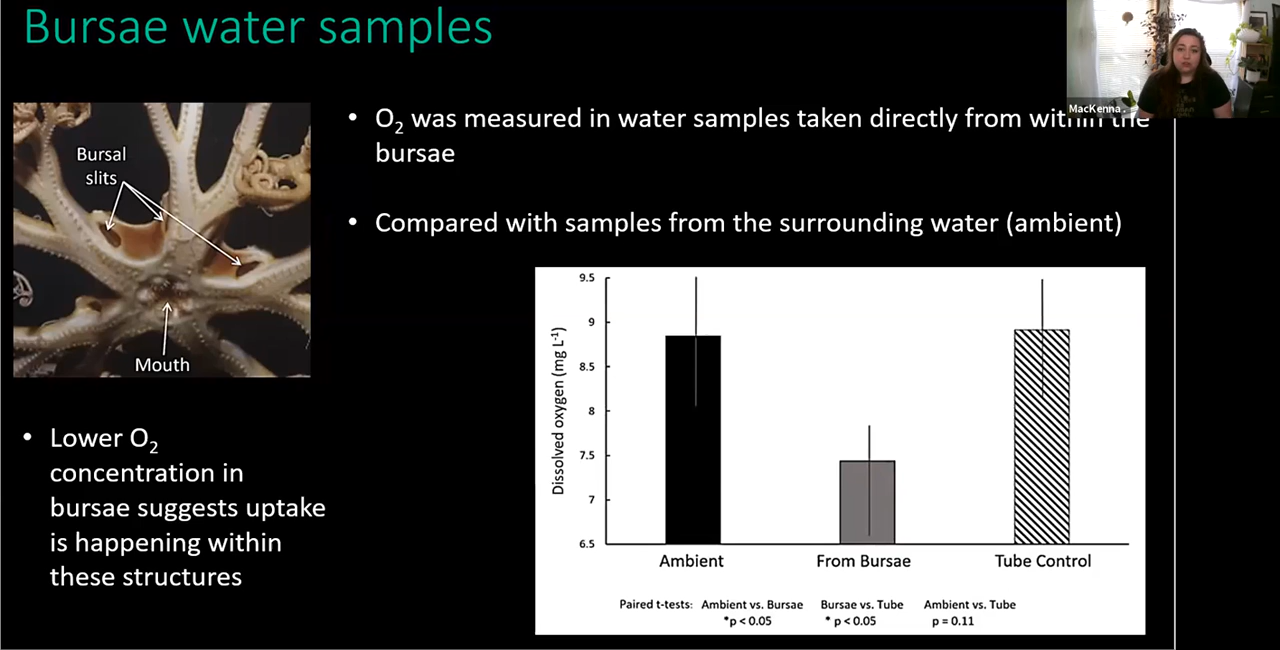 Bursae water samples
MacKenna
Bursal
slits
Mouth
• O₂ was measured in water samples taken directly from within the
bursae
• Compared with samples from the surrounding water (ambient)
• Lower O₂
concentration in
bursae suggests uptake
is happening within
these structures
Dissolved oxygen (mg L⁻¹)
9.5
9
8.5
8
7.5
7
6.5
Ambient From Bursae Tube Control
Paired t-tests: Ambient vs. Bursae Bursae vs. Tube Ambient vs. Tube
*p < 0.05 * p < 0.05 p = 0.11